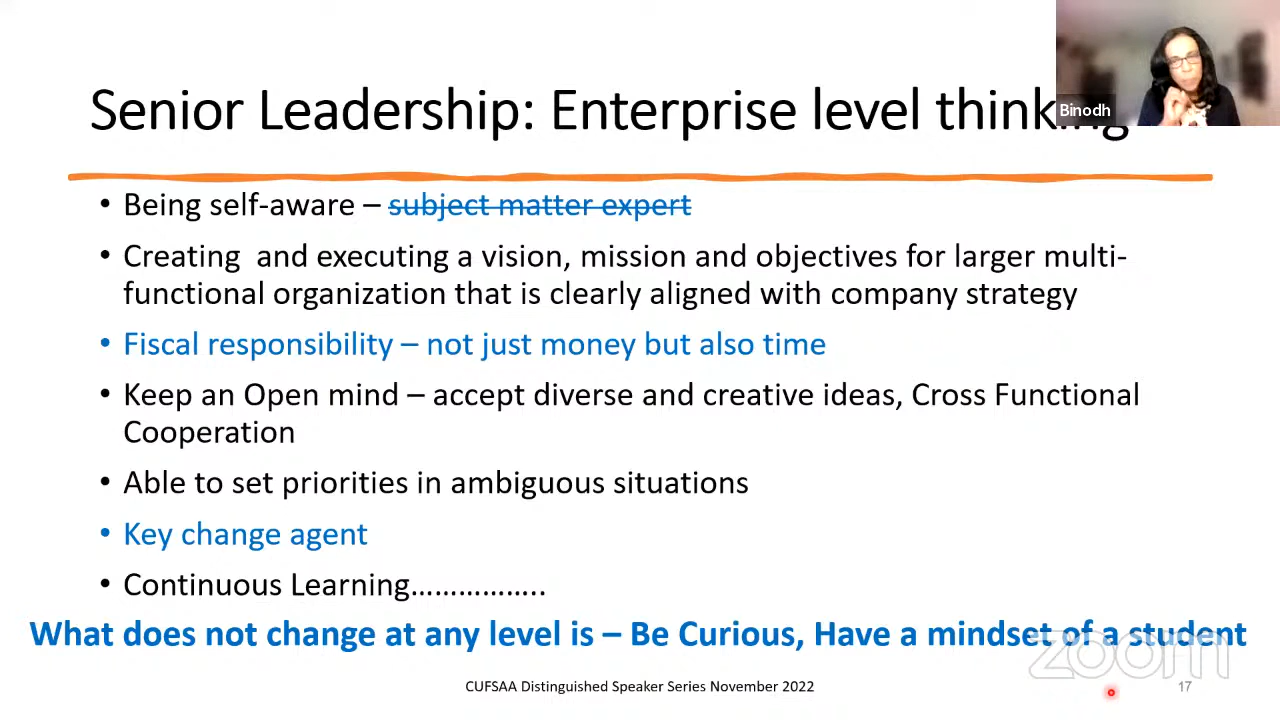 Senior Leadership: Enterprise level thinking
Binodh
• Being self-aware – subject matter expert
• Creating and executing a vision, mission and objectives for larger multi-
functional organization that is clearly aligned with company strategy
• Fiscal responsibility – not just money but also time
• Keep an Open mind – accept diverse and creative ideas, Cross Functional
Cooperation
• Able to set priorities in ambiguous situations
• Key change agent
• Continuous Learning……………..
What does not change at any level is – Be Curious, Have a mindset of a student
zoom
CUFSAA Distinguished Speaker Series November 2022
17